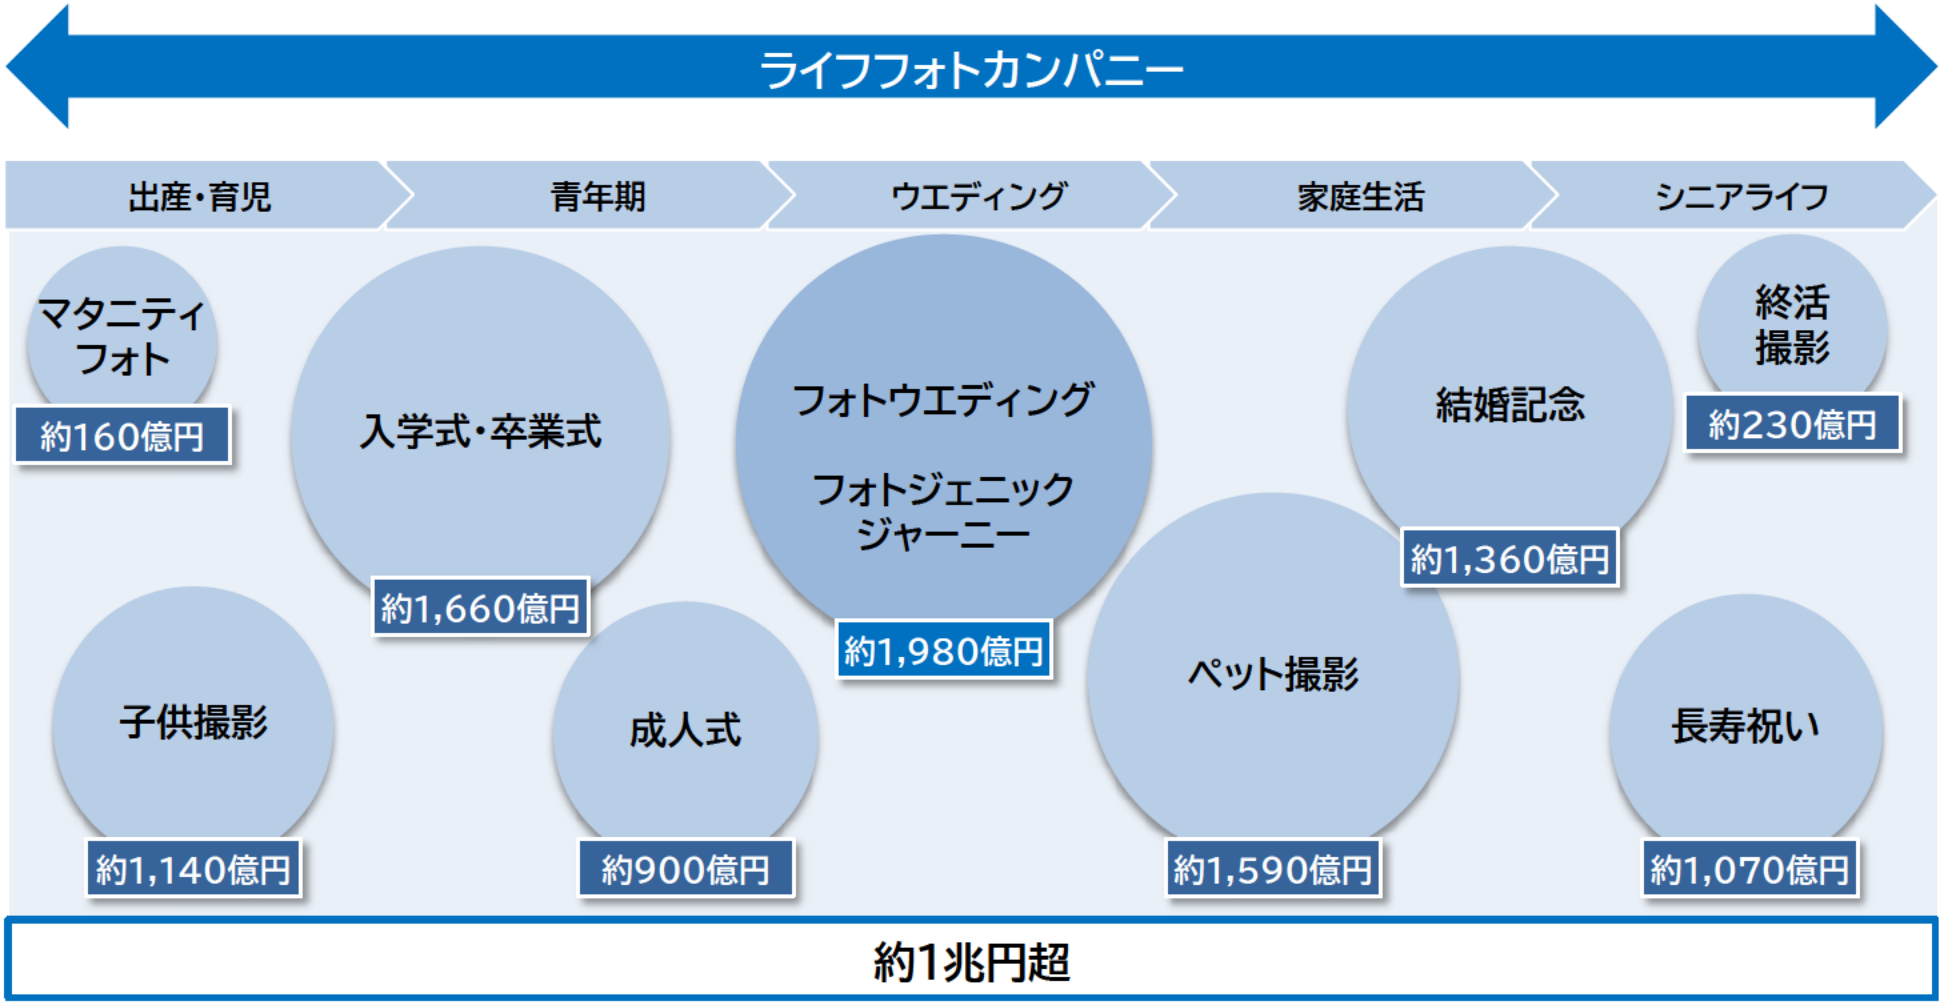 ライフフォトカンパニー
出産・育児
青年期
ウエディング
家庭生活
シニアライフ
マタニティ
フォト
約160億円
子供撮影
約1,140億円
入学式・卒業式
約1,660億円
成人式
約900億円
フォトウエディング
フォトジェニック
ジャーニー
約1,980億円
ペット撮影
約1,590億円
結婚記念
約1,360億円
終活
撮影
約230億円
長寿祝い
約1,070億円
約1兆円超